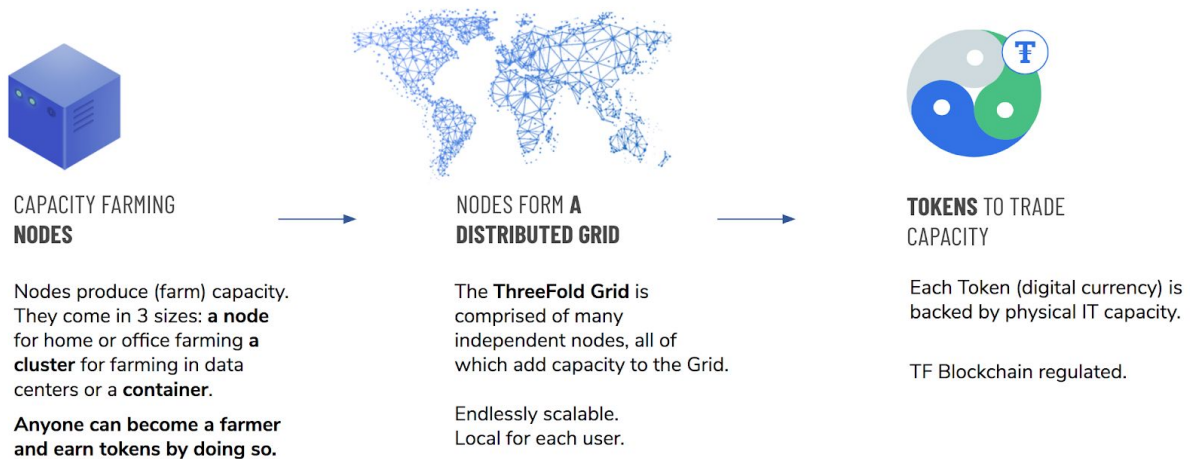 CAPACITY FARMING
NODES
Nodes produce (farm) capacity.
They come in 3 sizes: a node
for home or office farming a
cluster for farming in data
centers or a container.
Anyone can become a farmer
and earn tokens by doing so.
NODES FORM A
DISTRIBUTED GRID
The ThreeFold Grid is
comprised of many
independent nodes, all of
which add capacity to the Grid.
Endlessly scalable.
Local for each user.
TOKENS TO TRADE
CAPACITY
Each Token (digital currency) is
backed by physical IT capacity.
TF Blockchain regulated.